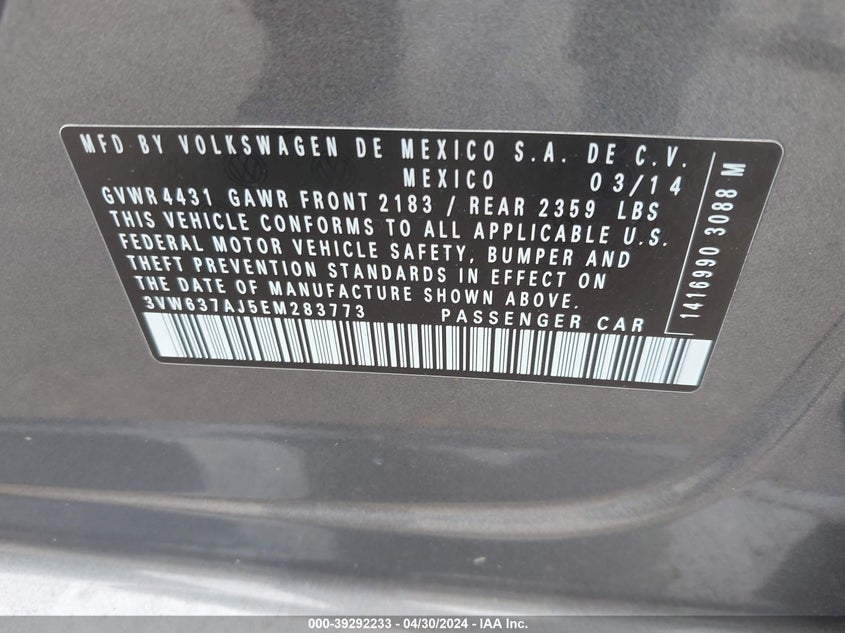 MFD BY VOLKSWAGEN DE MEXICO S.A. DE C.V.
MEXICO 03/14
GVWR4431 GAWR FRONT 2183 / REAR 2359 LBS
THIS VEHICLE CONFORMS TO ALL APPLICABLE U.S.
FEDERAL MOTOR VEHICLE SAFETY, BUMPER AND
THEFT PREVENTION STANDARDS IN EFFECT ON
THE DATE OF MANUFACTURE SHOWN ABOVE.
3VW637AJ5EM283773 PASSENGER CAR
1416990 3088 M
000-39292233 - 04/30/2024 - IAA Inc.